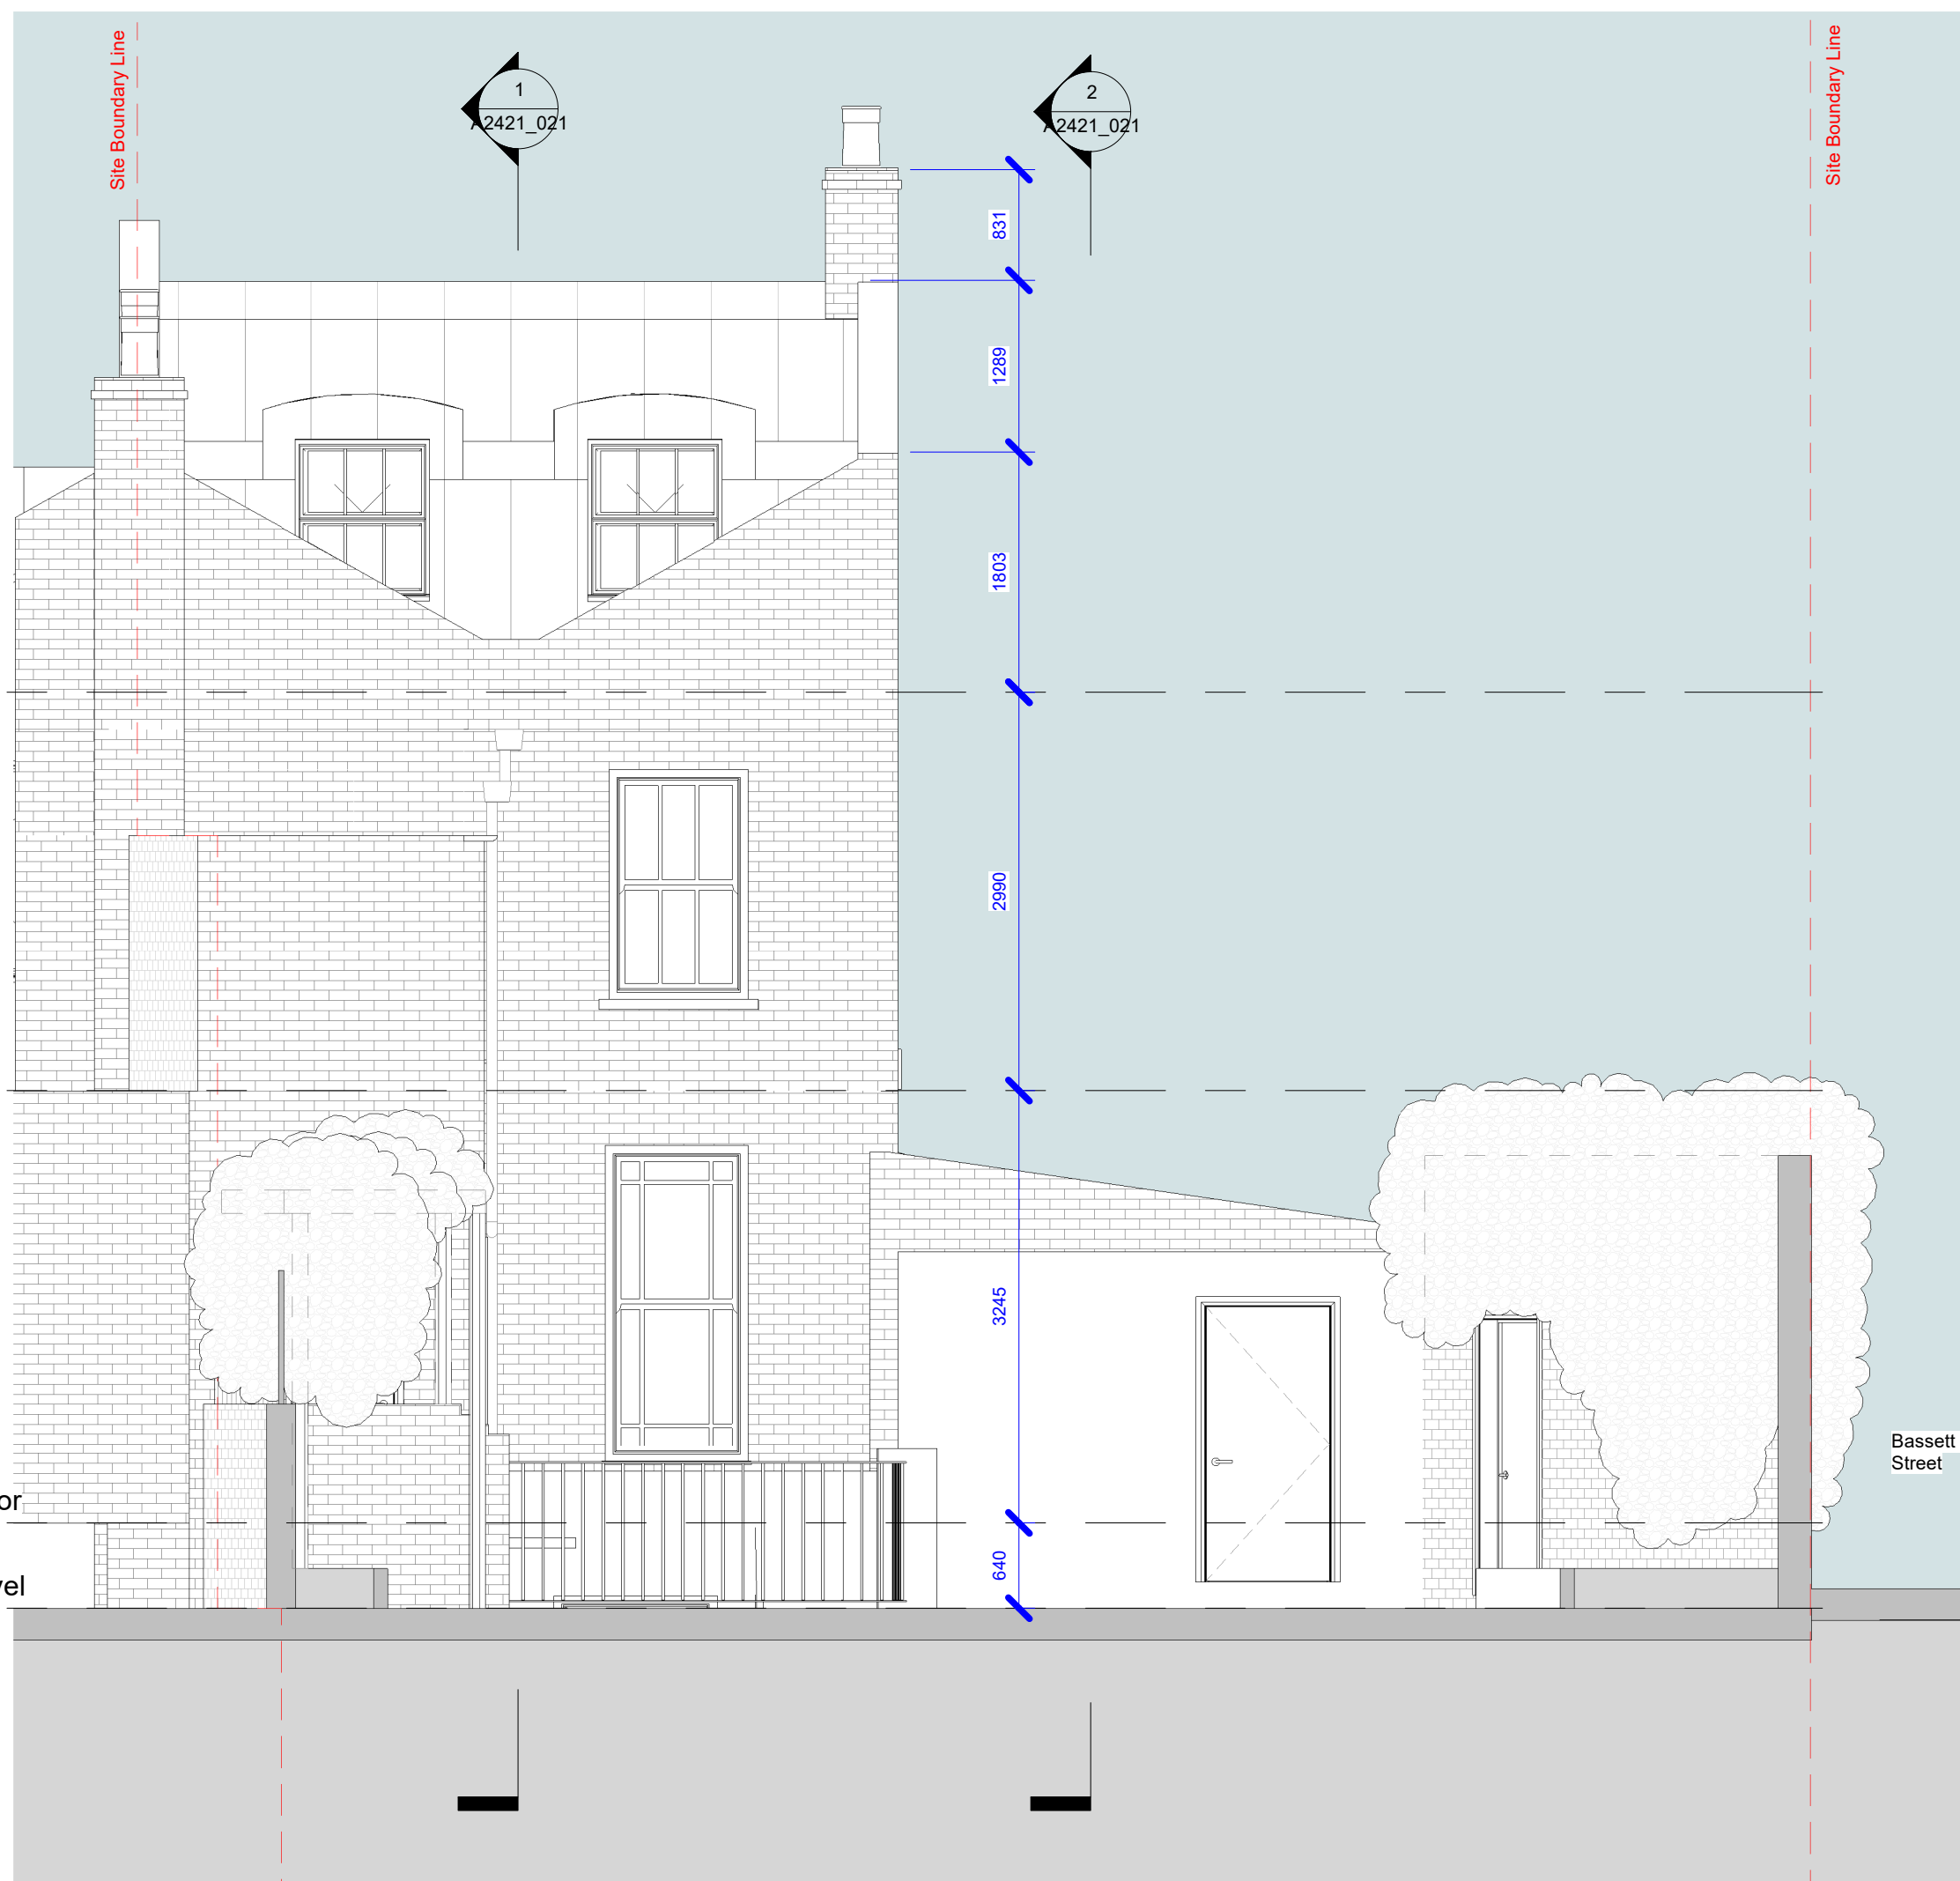 Site Boundary Line
1
A2421_021
2
A2421_021
Site Boundary Line
831
1289
1803
2990
3245
640
Bassett
Street
or
vel